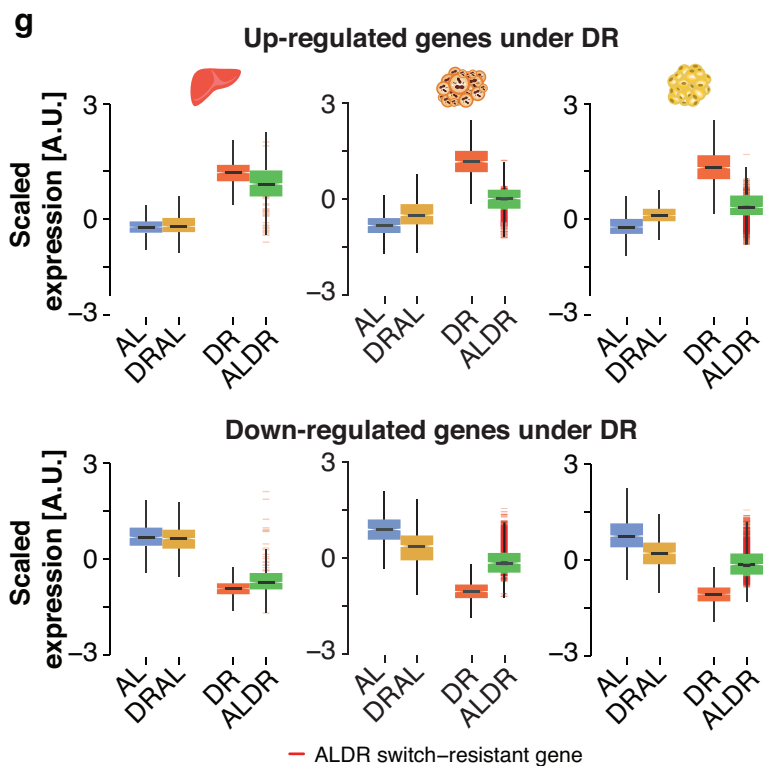 g
Up-regulated genes under DR
Scaled
expression [A.U.]
3
0
−3
AL
DRAL
DR
ALDR
3
0
−3
AL
DRAL
DR
ALDR
3
0
−3
AL
DRAL
DR
ALDR
Down-regulated genes under DR
Scaled
expression [A.U.]
3
0
−3
AL
DRAL
DR
ALDR
3
0
−3
AL
DRAL
DR
ALDR
3
0
−3
AL
DRAL
DR
ALDR
ALDR switch−resistant gene